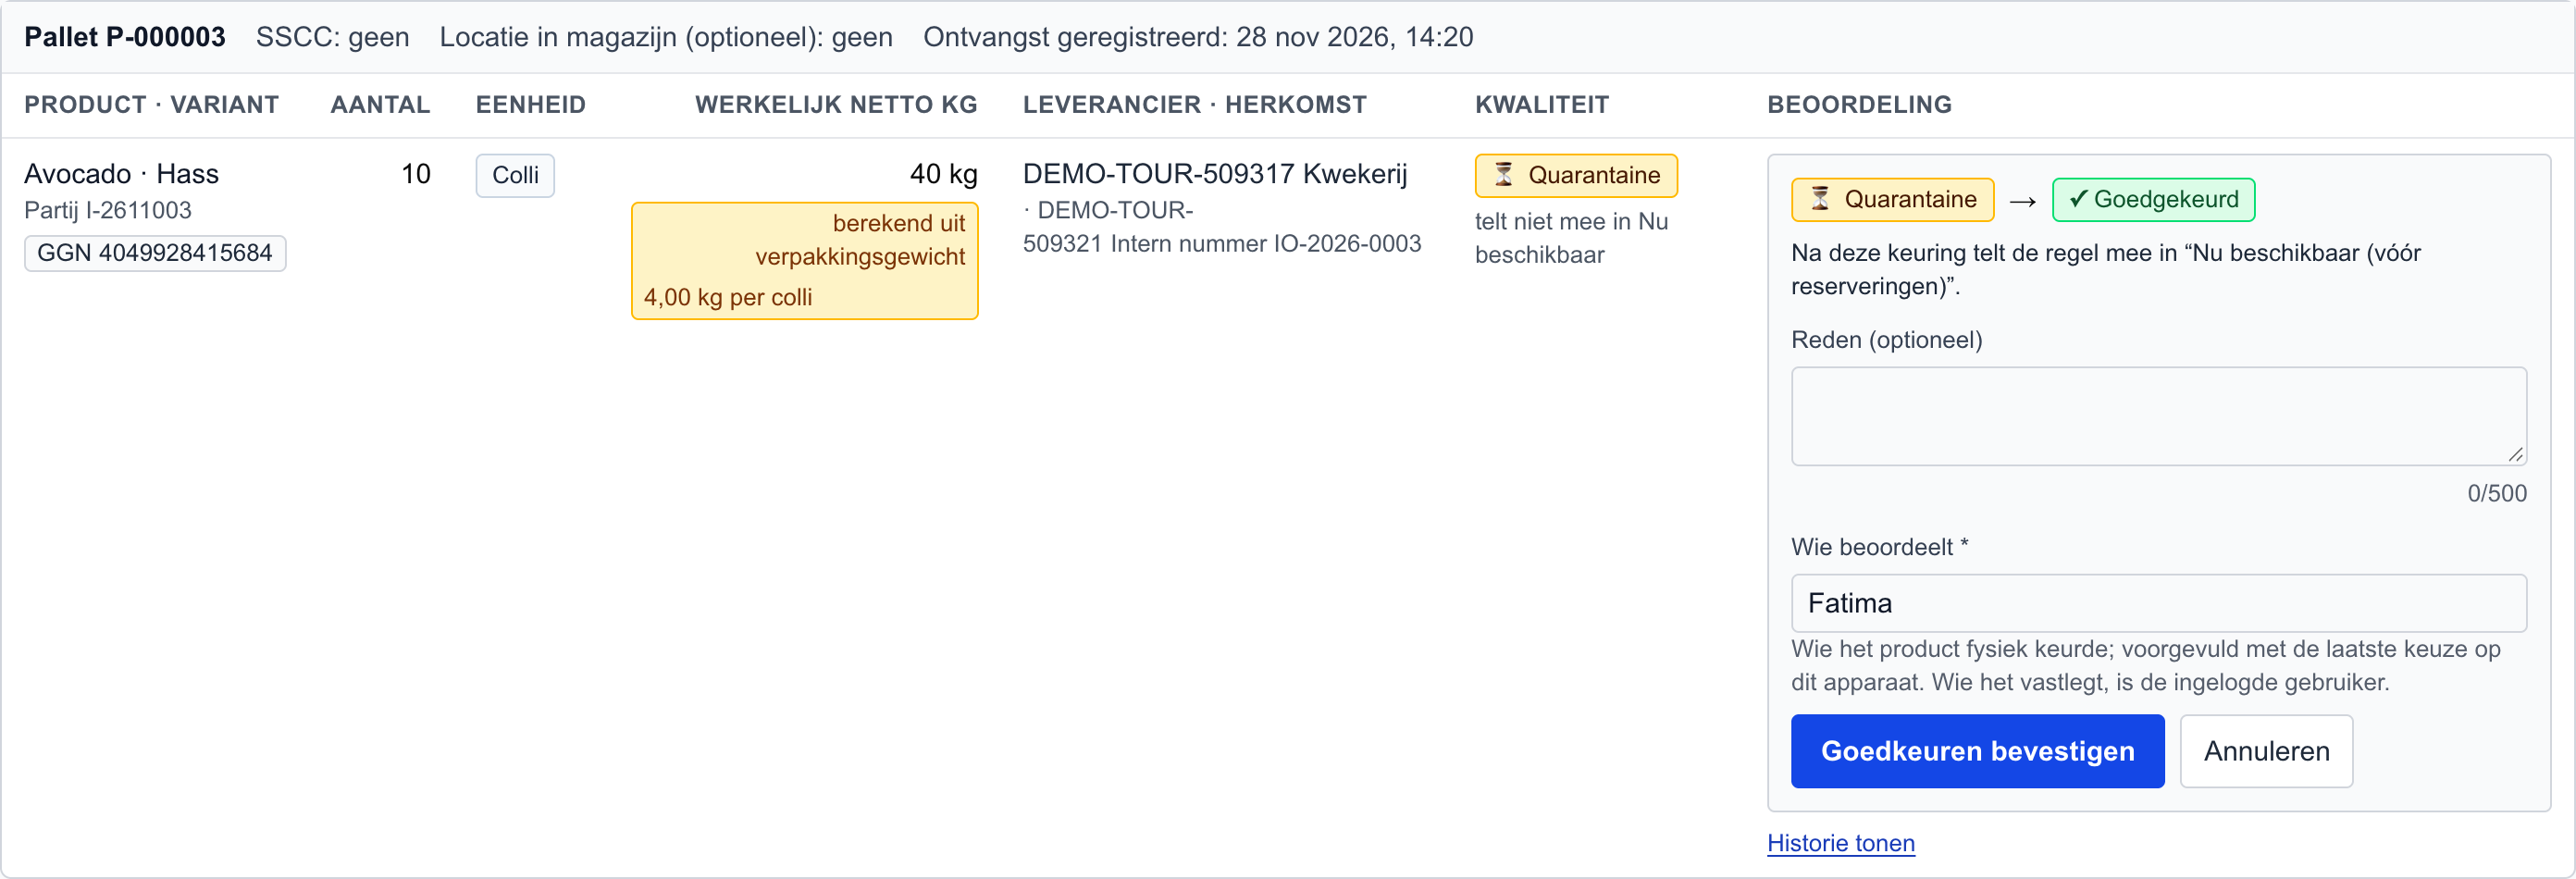 Pallet P-000003 SSCC: geen Locatie in magazijn (optioneel): geen Ontvangst geregistreerd: 28 nov 2026, 14:20
PRODUCT · VARIANT AANTAL EENHEID WERKELIJK NETTO KG LEVERANCIER · HERKOMST KWALITEIT BEOORDELING
Avocado · Hass
Partij I-2611003
GGN 4049928415684
10
Colli
40 kg
berekend uit
verpakkingsgewicht
4,00 kg per colli
DEMO-TOUR-509317 Kwekerij
· DEMO-TOUR-
509321 Intern nummer IO-2026-0003
⏳ Quarantaine
telt niet mee in Nu
beschikbaar
⏳ Quarantaine → ✓ Goedgekeurd
Na deze keuring telt de regel mee in “Nu beschikbaar (vóór
reserveringen)”.
Reden (optioneel)
0/500
Wie beoordeelt *
Fatima
Wie het product fysiek keurde; voorgevuld met de laatste keuze op
dit apparaat. Wie het vastlegt, is de ingelogde gebruiker.
Goedkeuren bevestigen Annuleren
Historie tonen